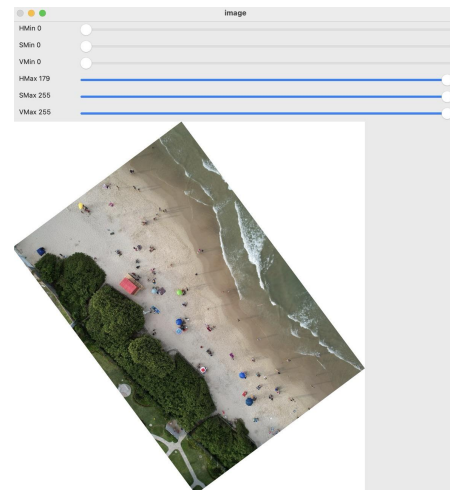 image
HMin 0
SMin 0
VMin 0
HMax 179
SMax 255
VMax 255